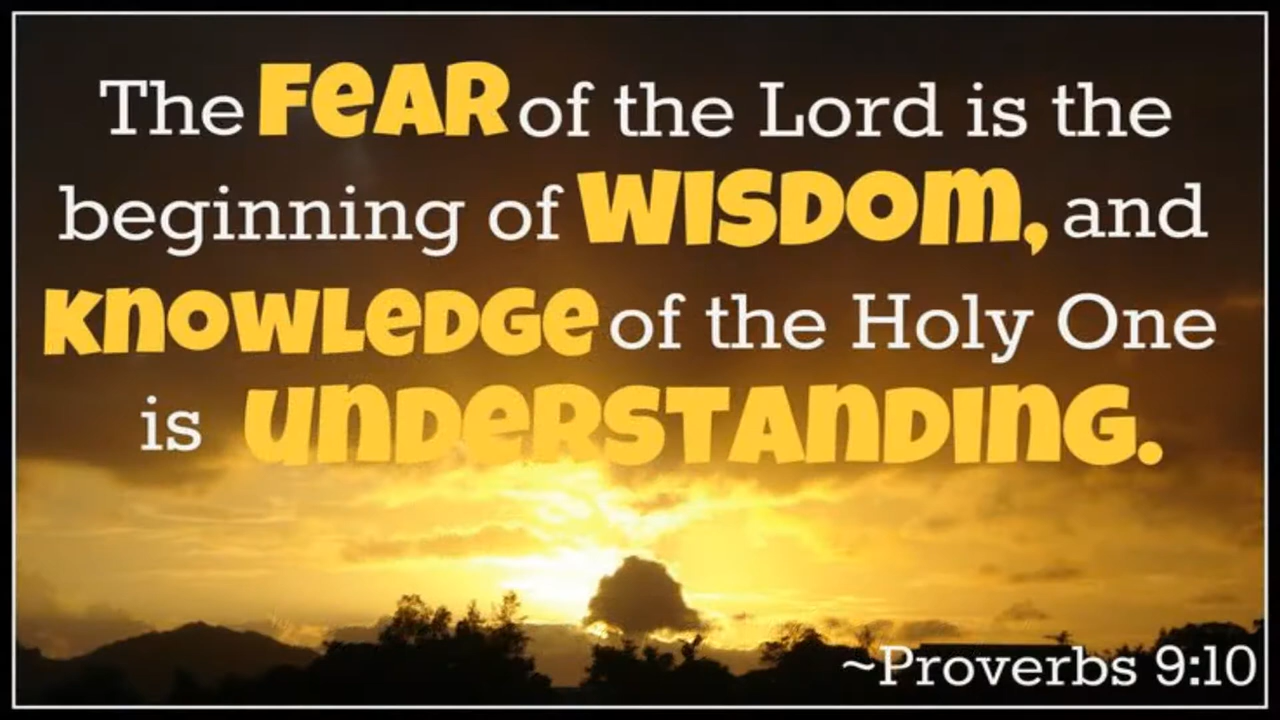 The FEAR of the Lord is the
beginning of WISDOM, and
KNOWLEDGE of the Holy One
is UNDERSTANDING.
~Proverbs 9:10